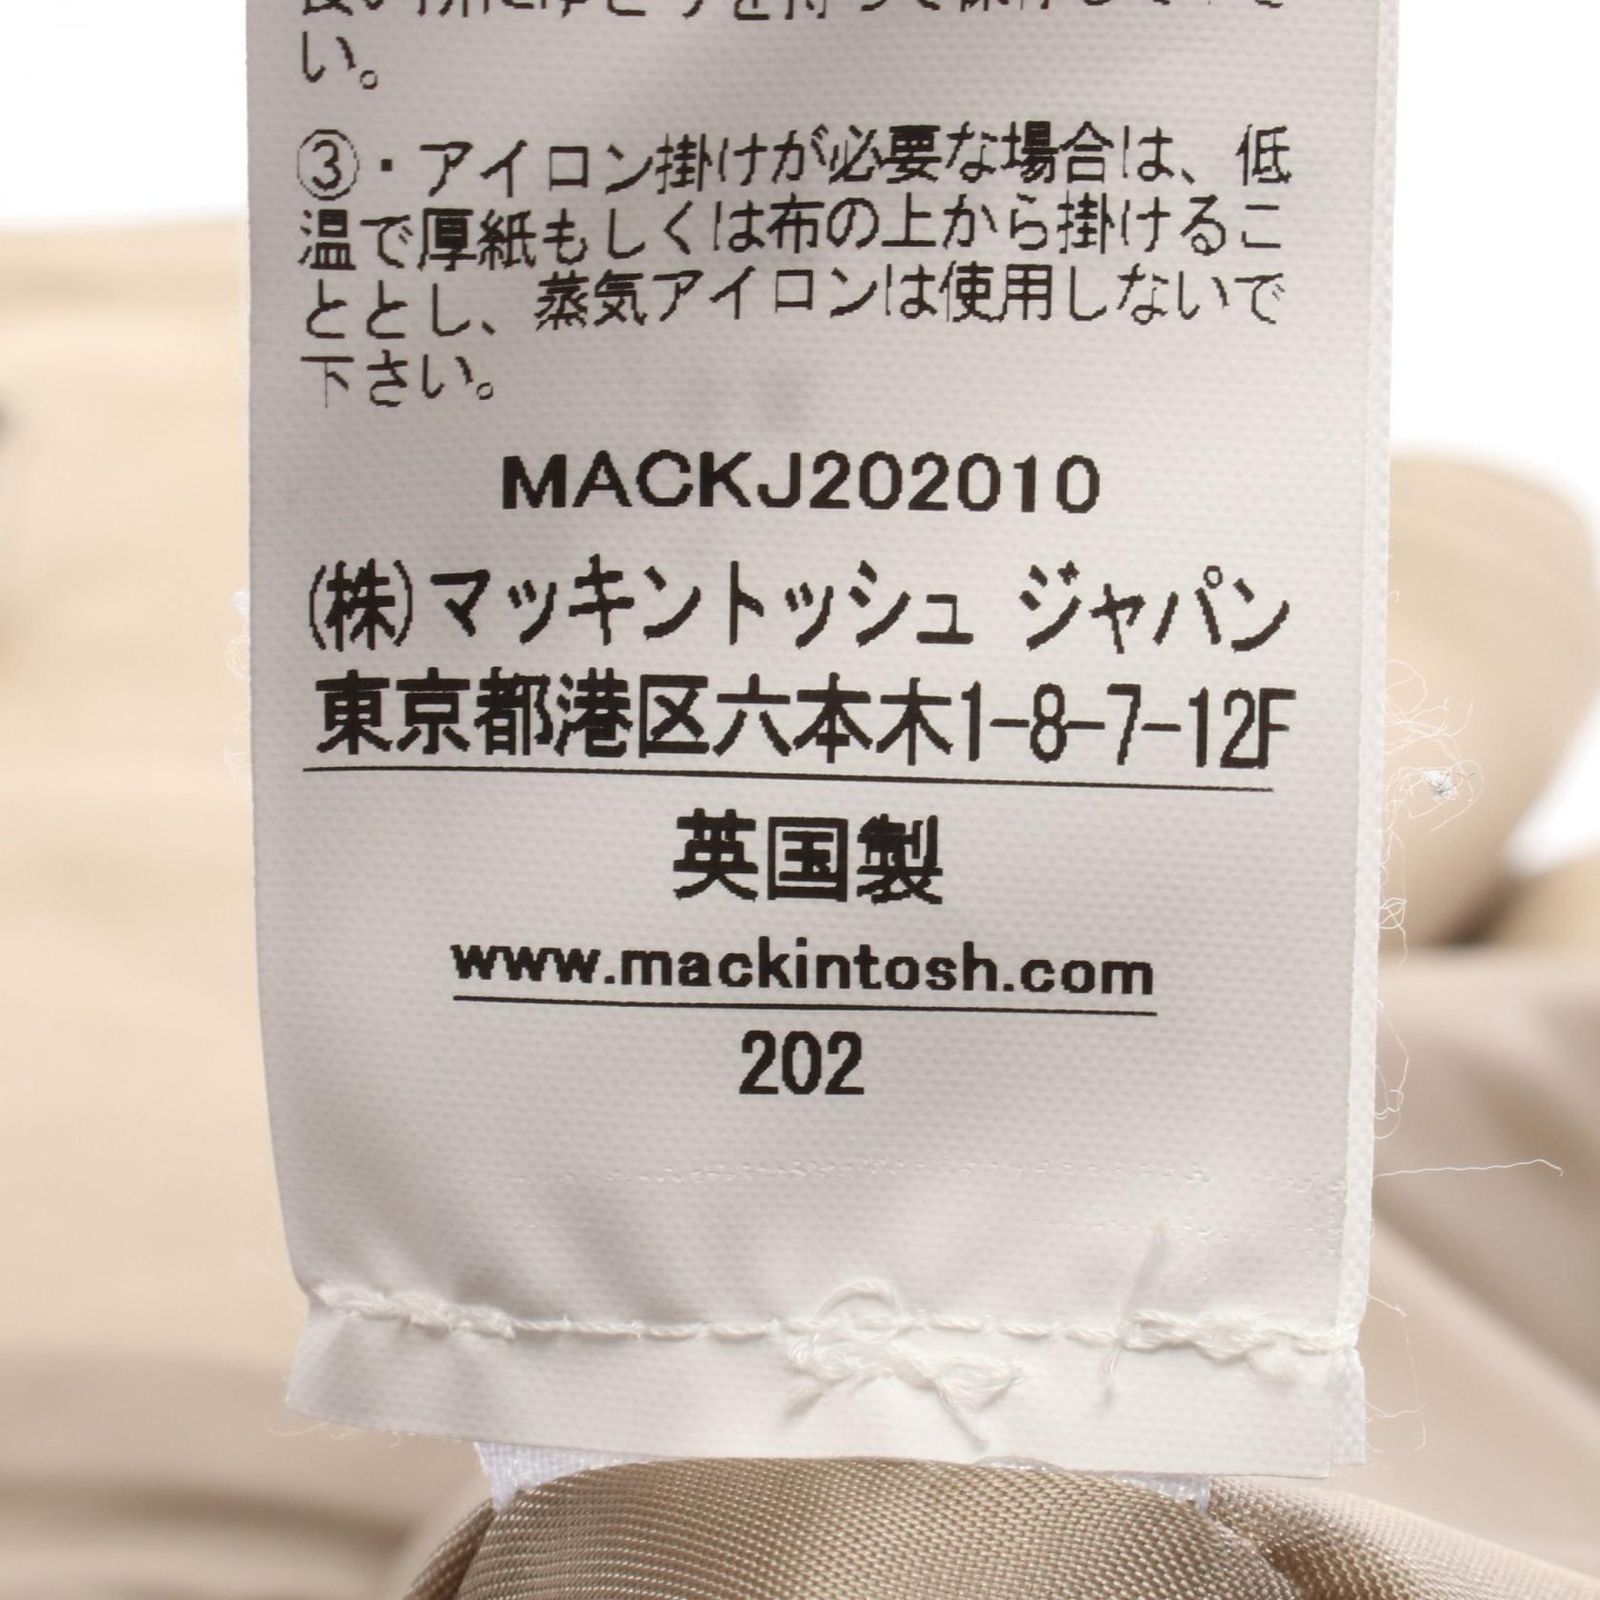 い。
③・アイロン掛けが必要な場合は、低
温で厚紙もしくは布の上から掛けるこ
ととし、蒸気アイロンは使用しないで
下さい。
MACKJ202010
(株)マッキントッシュ ジャパン
東京都港区六本木1-8-7-12F
英国製
www.mackintosh.com
202